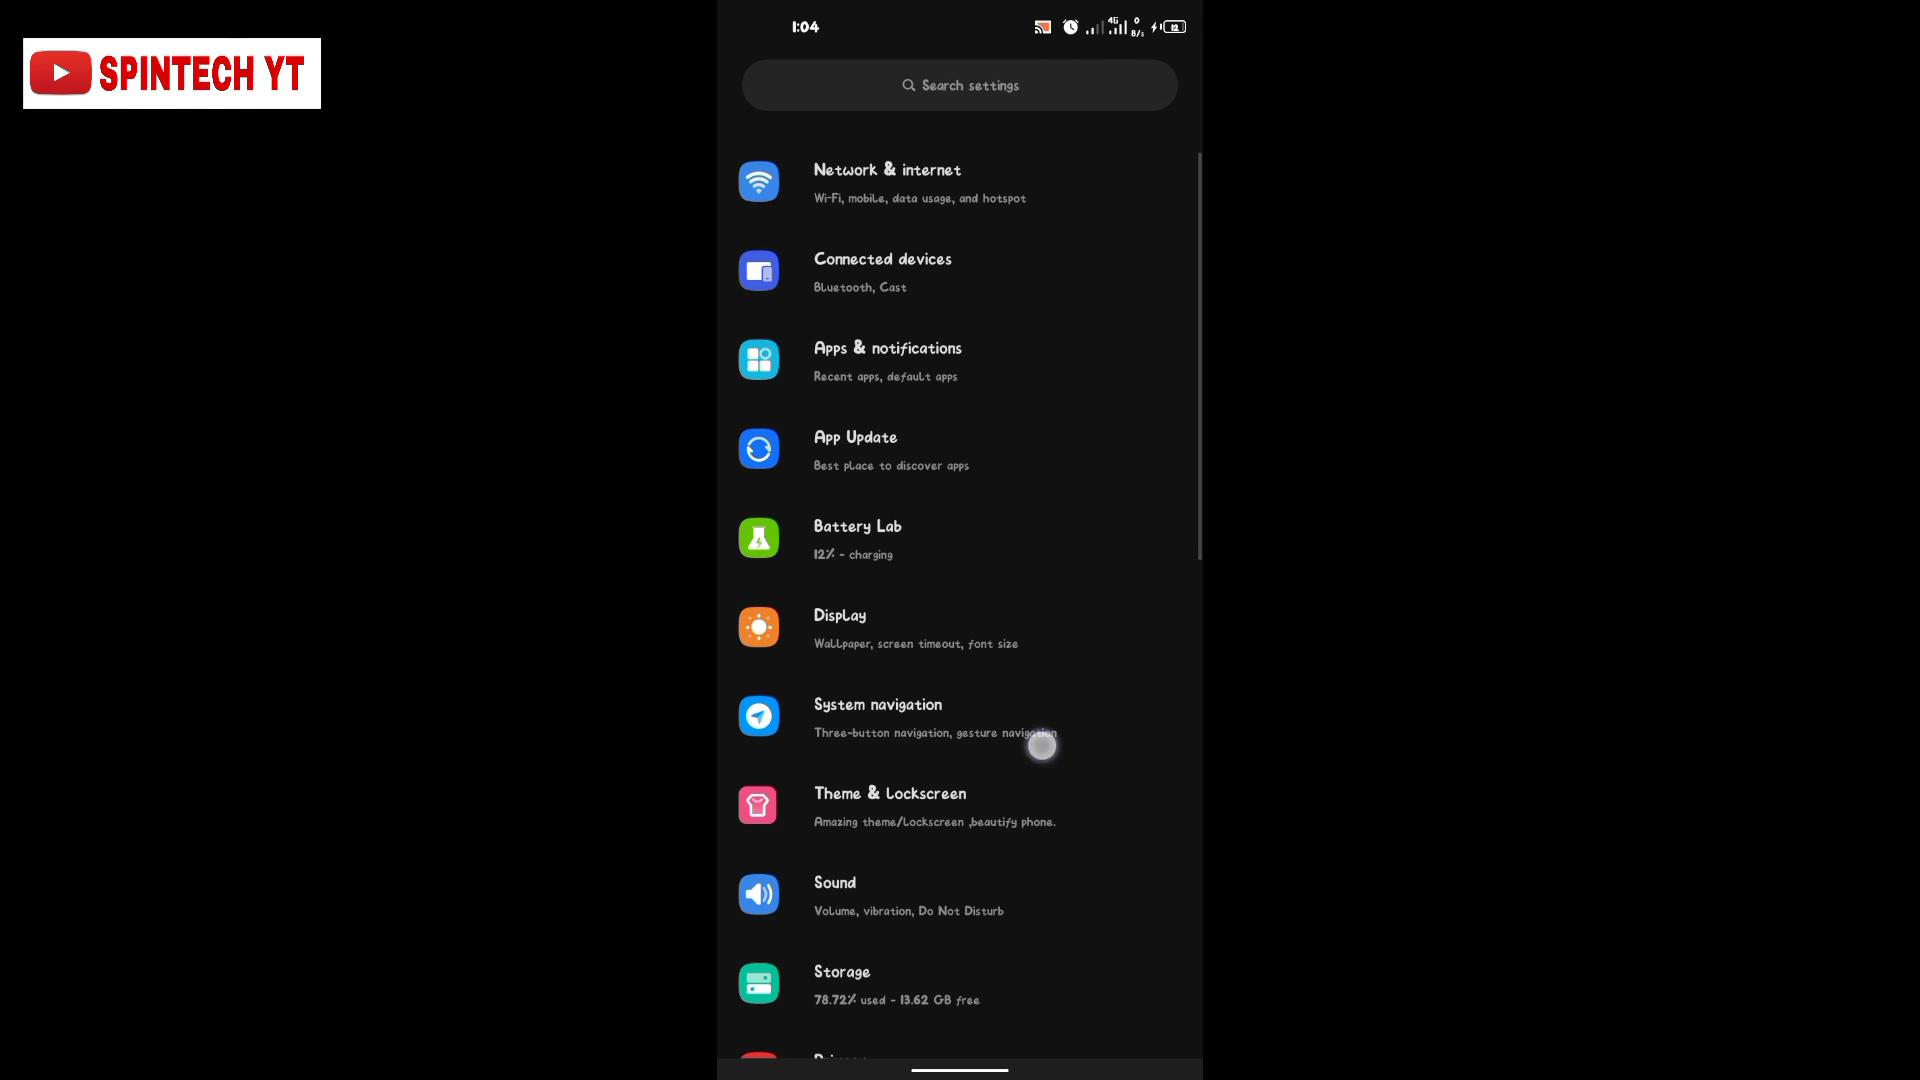 SPINTECH YT
1:04
4G 0 B/s 12
Search settings
Network & internet
Wi-Fi, mobile, data usage, and hotspot
Connected devices
Bluetooth, Cast
Apps & notifications
Recent apps, default apps
App Update
Best place to discover apps
Battery Lab
12% - charging
Display
Wallpaper, screen timeout, font size
System navigation
Three-button navigation, gesture navigation
Theme & Lockscreen
Amazing theme/Lockscreen ,beautify phone.
Sound
Volume, vibration, Do Not Disturb
Storage
78.72% used - 13.62 GB free